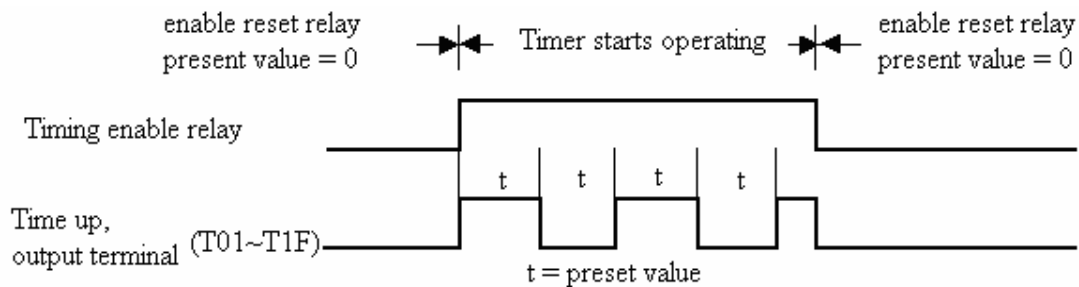 enable reset relay
present value = 0
Timer starts operating
enable reset relay
present value = 0
Timing enable relay
t t t t
Time up,
output terminal (T01~T1F)
t = preset value